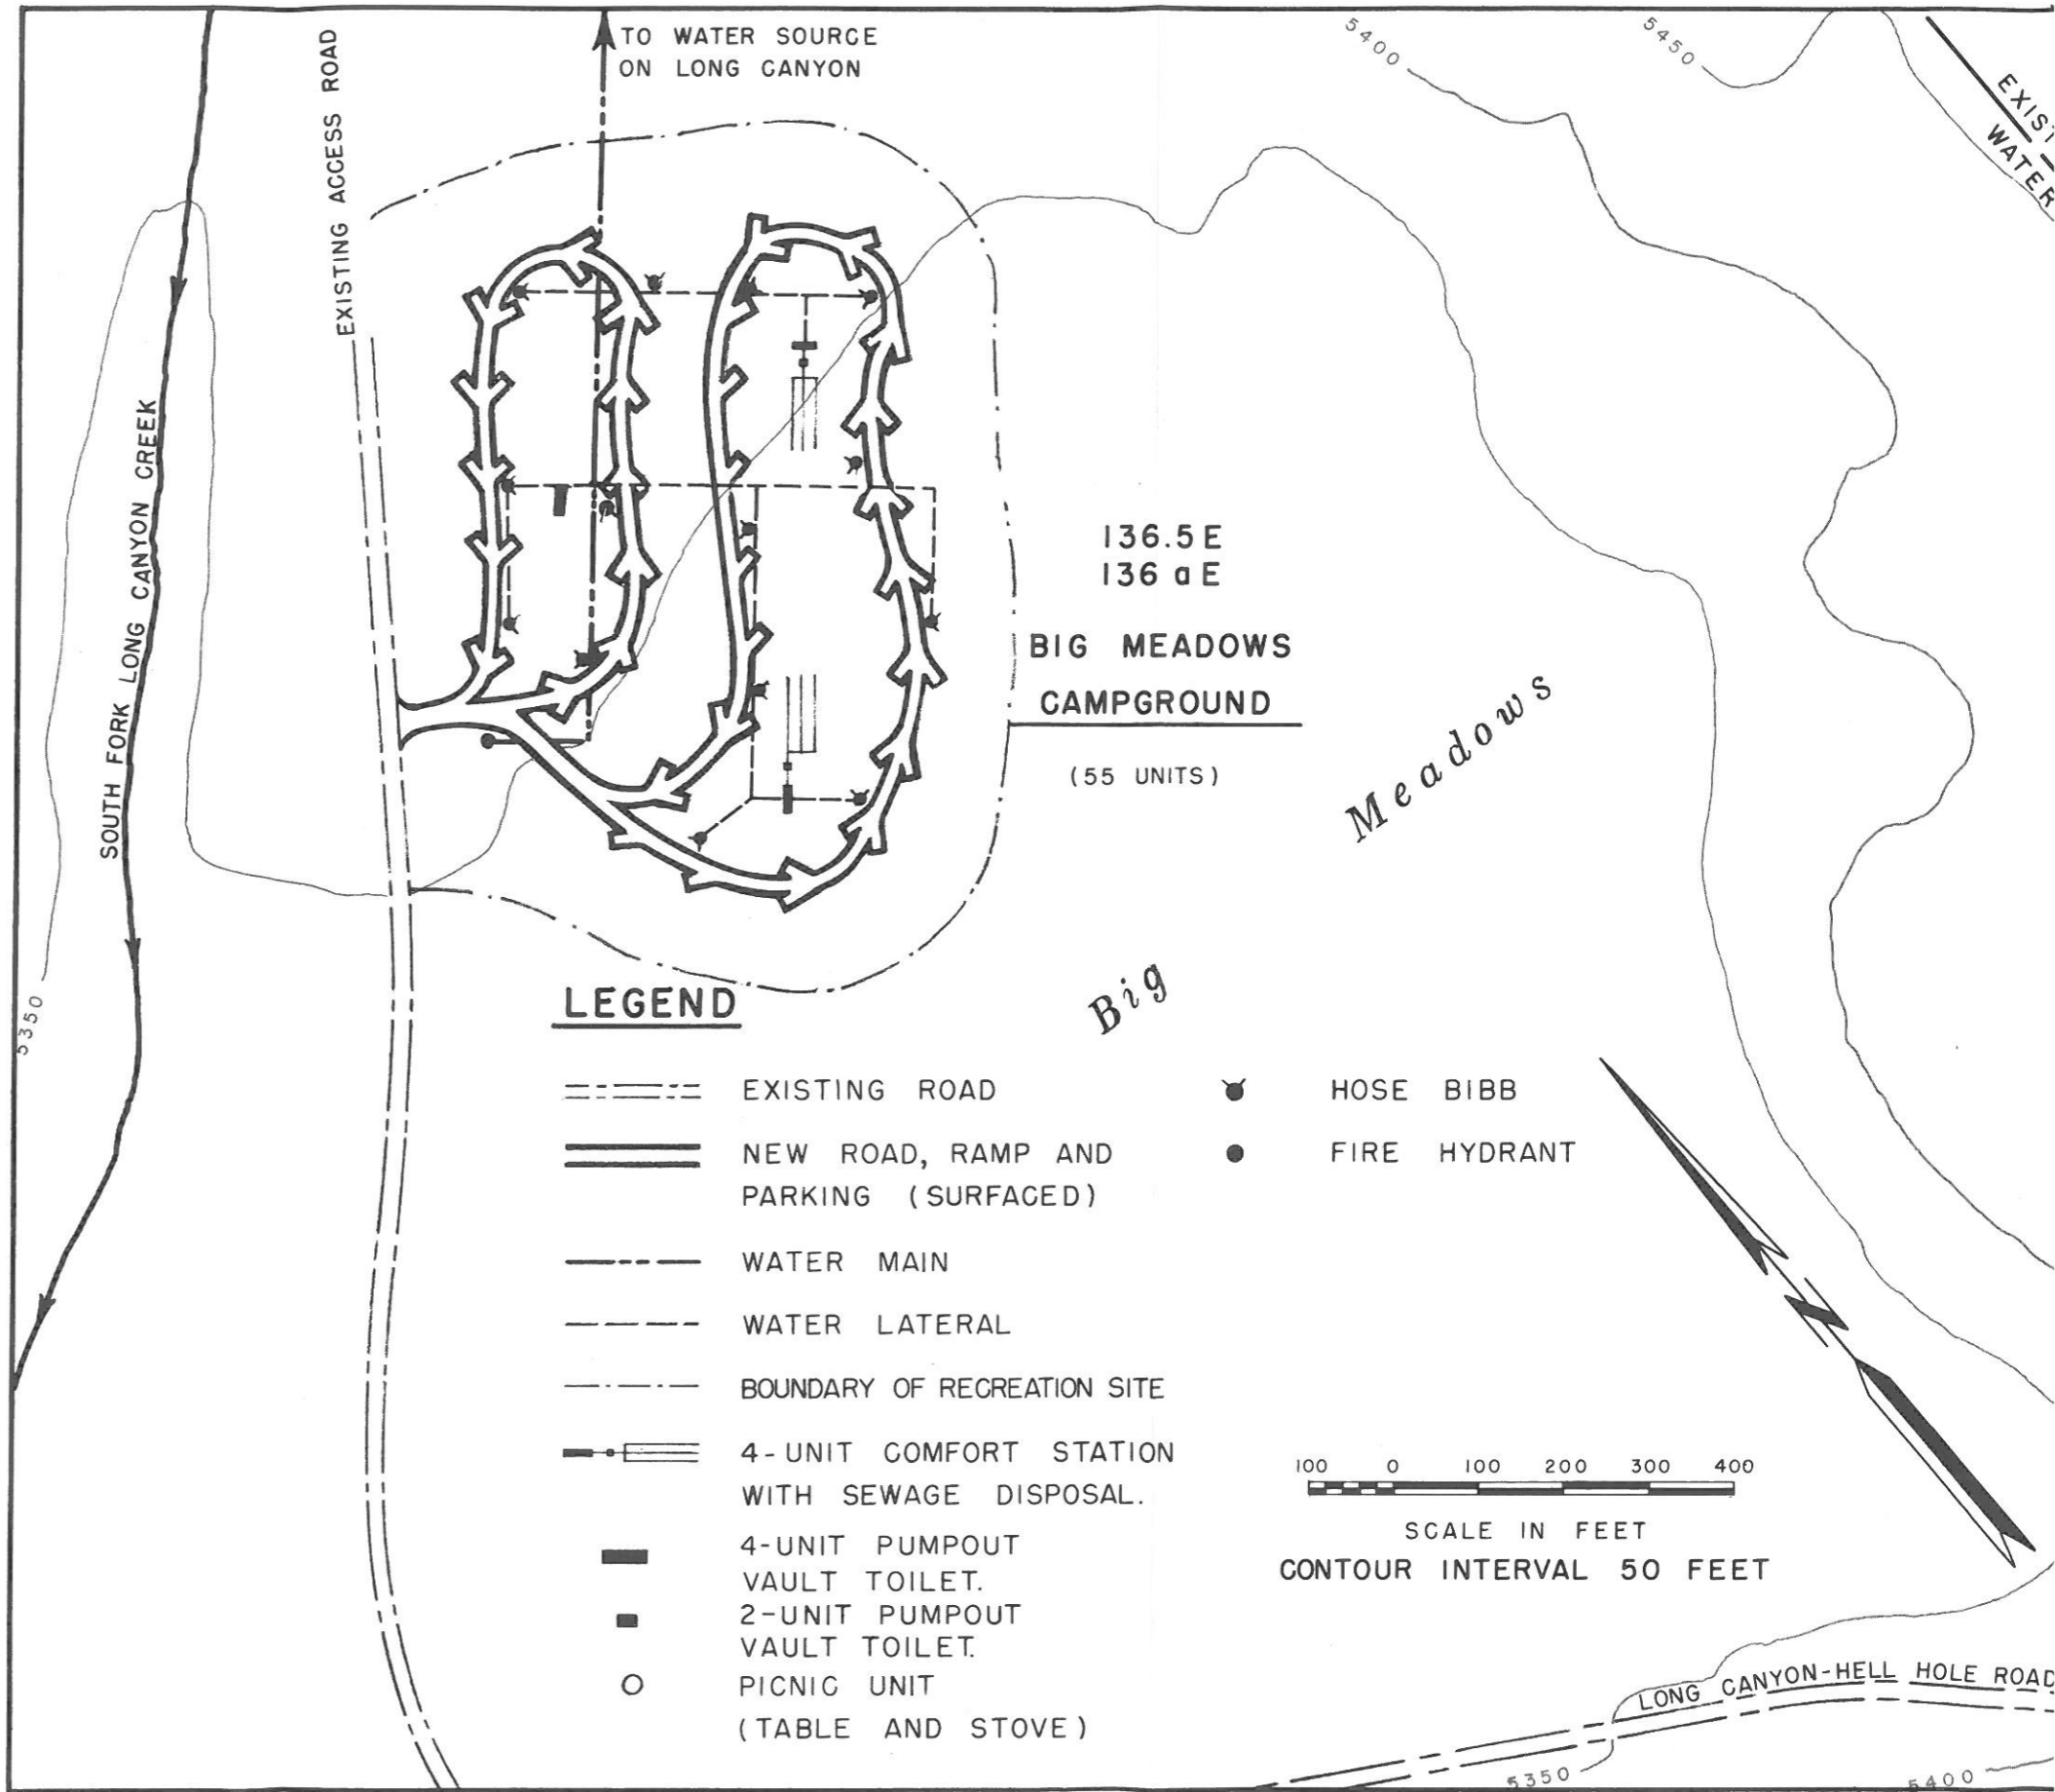 TO WATER SOURCE
ON LONG CANYON
5400
5450
EXISTING ACCESS ROAD
WATER
SOUTH FORK LONG CANYON CREEK
136.5E
136 a E
BIG MEADOWS
CAMPGROUND
(55 UNITS)
Big Meadows
5350
LEGEND
EXISTING ROAD
NEW ROAD, RAMP AND
PARKING (SURFACED)
WATER MAIN
WATER LATERAL
BOUNDARY OF RECREATION SITE
4-UNIT COMFORT STATION
WITH SEWAGE DISPOSAL.
4-UNIT PUMPOUT
VAULT TOILET.
2-UNIT PUMPOUT
VAULT TOILET.
PICNIC UNIT
(TABLE AND STOVE)
HOSE BIBB
FIRE HYDRANT
100 0 100 200 300 400
SCALE IN FEET
CONTOUR INTERVAL 50 FEET
LONG CANYON-HELL HOLE ROAD
5350
5400